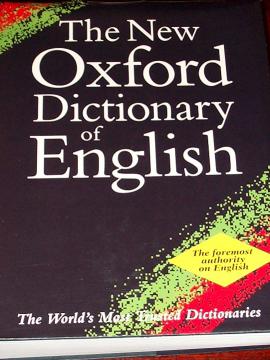 The New
Oxford
Dictionary
of
English
The foremost
authority
on English
The World's Most Trusted Dictionaries